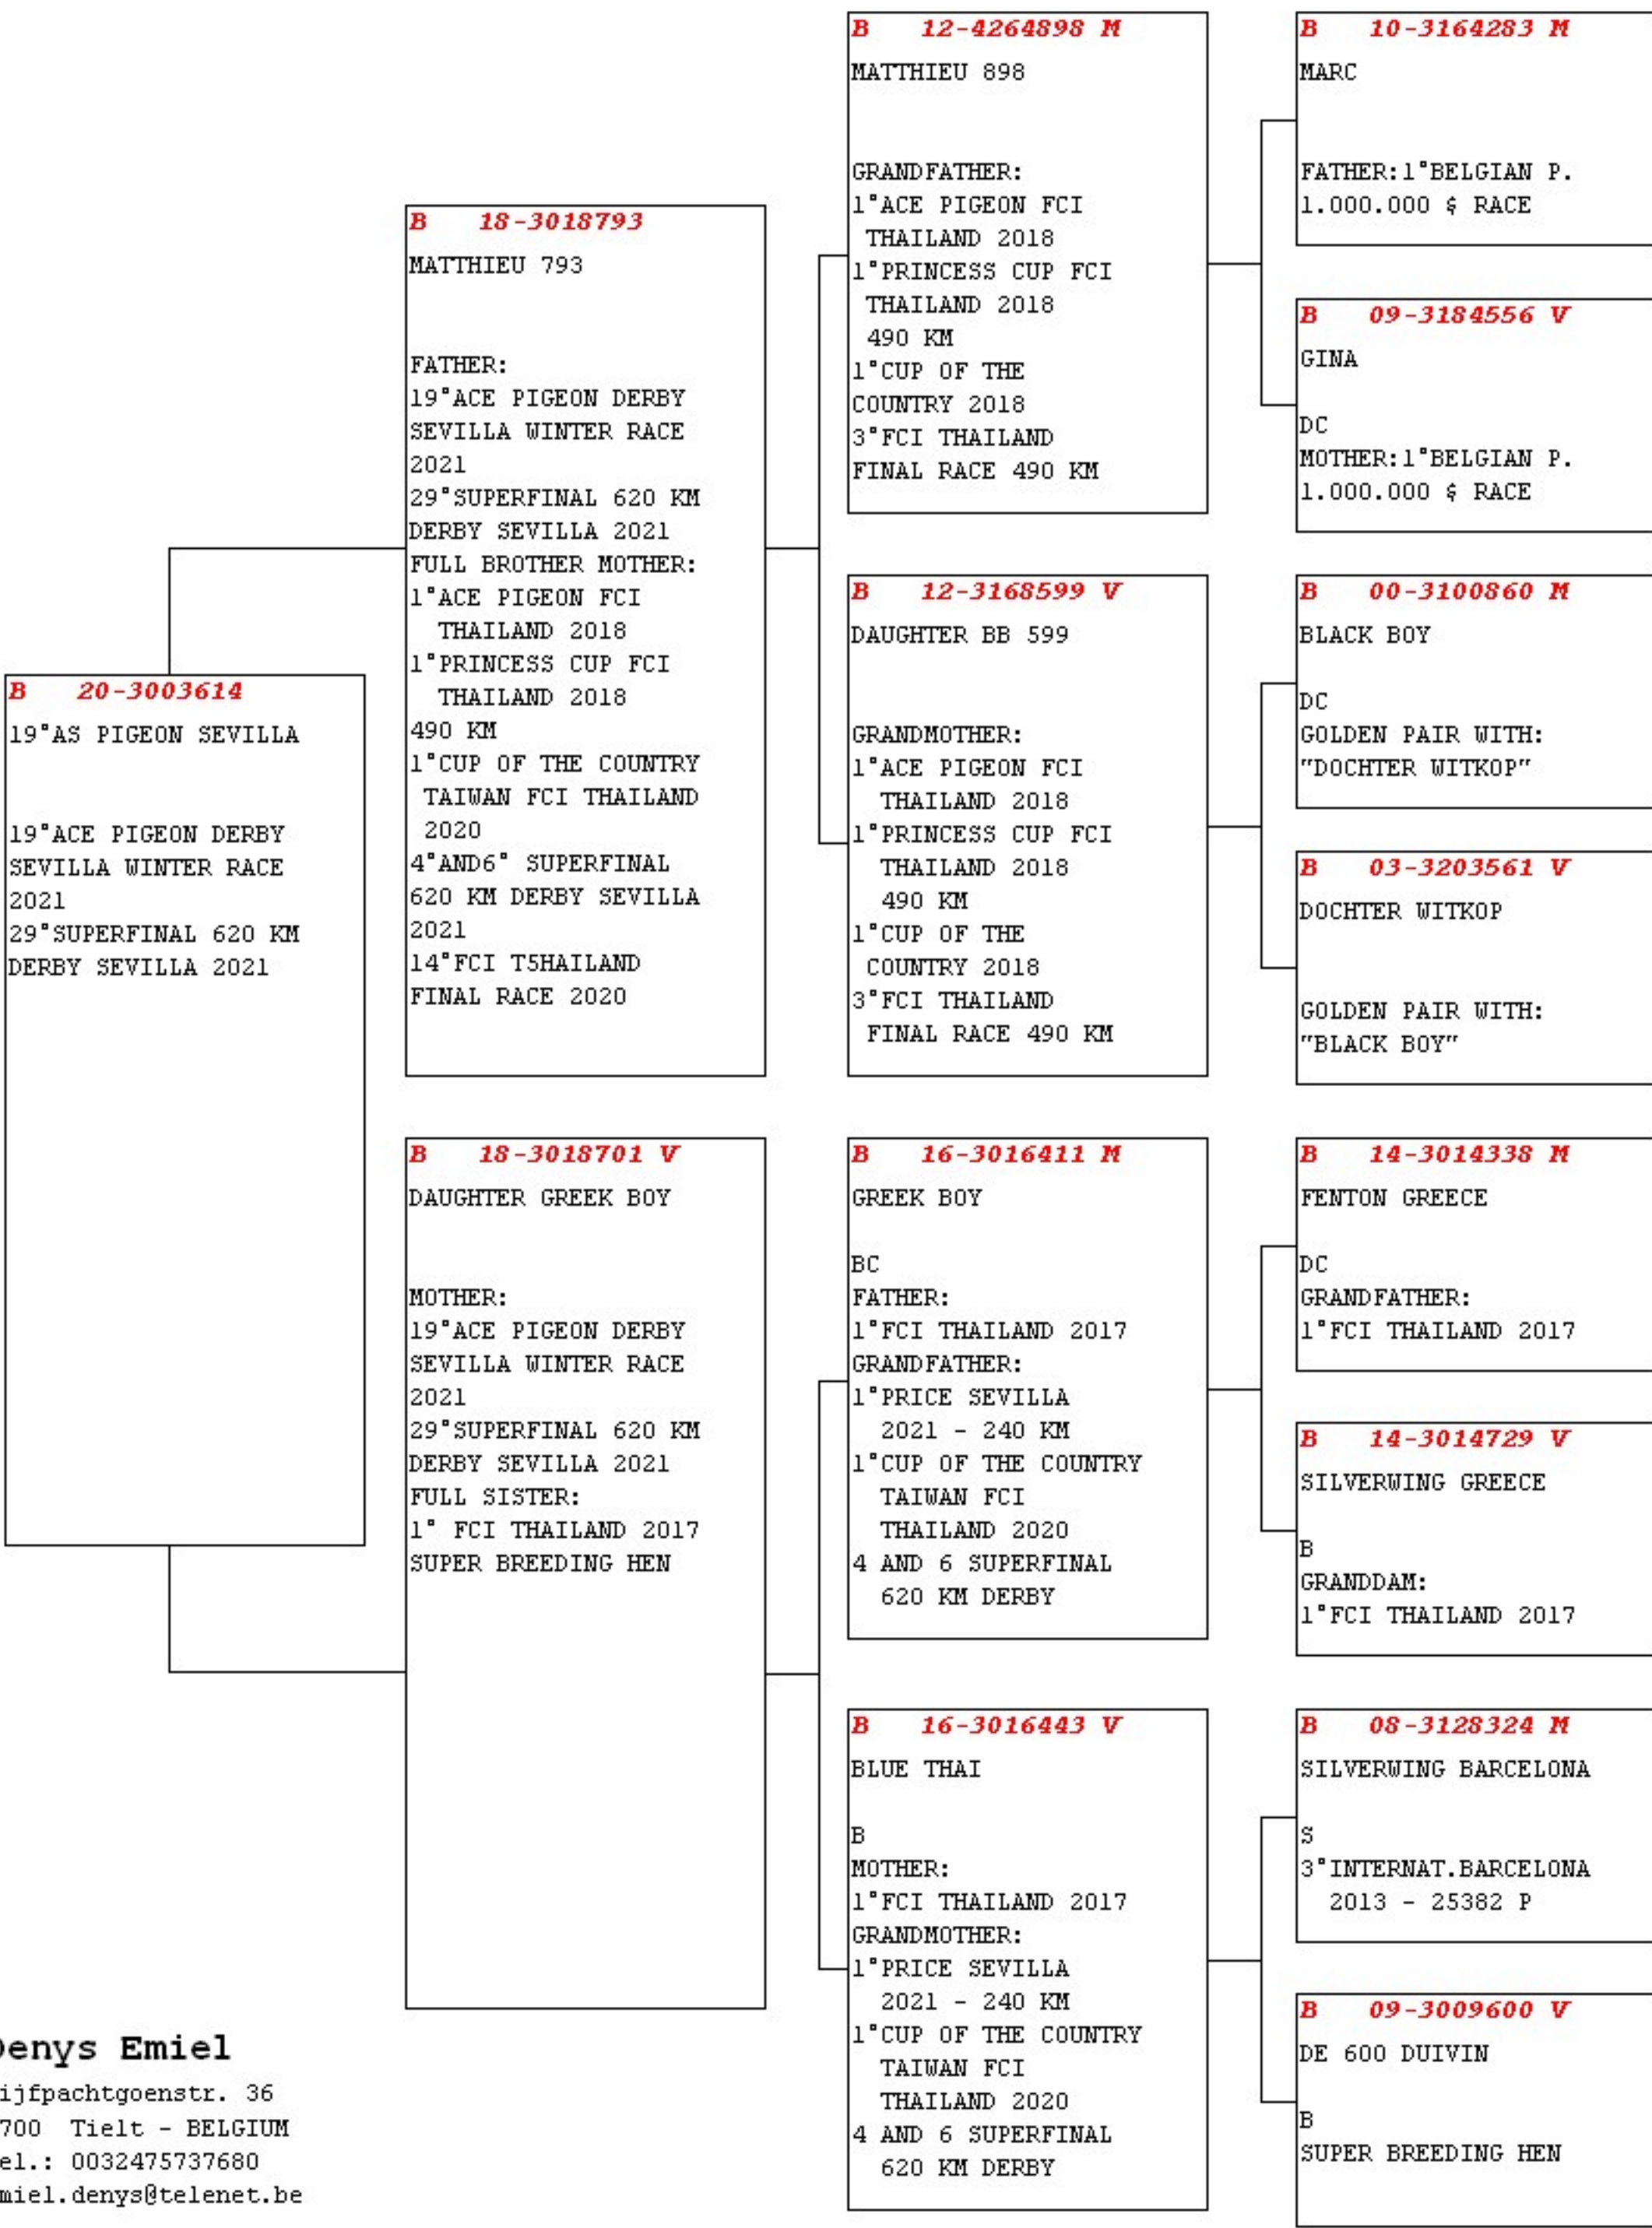 B 20-3003614
19°AS PIGEON SEVILLA
19°ACE PIGEON DERBY
SEVILLA WINTER RACE
2021
29°SUPERFINAL 620 KM
DERBY SEVILLA 2021
B 18-3018793
MATTHIEU 793
FATHER:
19°ACE PIGEON DERBY
SEVILLA WINTER RACE
2021
29°SUPERFINAL 620 KM
DERBY SEVILLA 2021
FULL BROTHER MOTHER:
1°ACE PIGEON FCI
THAILAND 2018
1°PRINCESS CUP FCI
THAILAND 2018
490 KM
1°CUP OF THE COUNTRY
TAIWAN FCI THAILAND
2020
4°AND6° SUPERFINAL
620 KM DERBY SEVILLA
2021
14°FCI T5HAILAND
FINAL RACE 2020
B 18-3018701 V
DAUGHTER GREEK BOY
MOTHER:
19°ACE PIGEON DERBY
SEVILLA WINTER RACE
2021
29°SUPERFINAL 620 KM
DERBY SEVILLA 2021
FULL SISTER:
1° FCI THAILAND 2017
SUPER BREEDING HEN
B 12-4264898 M
MATTHIEU 898
GRANDFATHER:
1°ACE PIGEON FCI
THAILAND 2018
1°PRINCESS CUP FCI
THAILAND 2018
490 KM
1°CUP OF THE
COUNTRY 2018
3°FCI THAILAND
FINAL RACE 490 KM
B 12-3168599 V
DAUGHTER BB 599
GRANDMOTHER:
1°ACE PIGEON FCI
THAILAND 2018
1°PRINCESS CUP FCI
THAILAND 2018
490 KM
1°CUP OF THE
COUNTRY 2018
3°FCI THAILAND
FINAL RACE 490 KM
B 16-3016411 M
GREEK BOY
BC
FATHER:
1°FCI THAILAND 2017
GRANDFATHER:
1°PRICE SEVILLA
2021 - 240 KM
1°CUP OF THE COUNTRY
TAIWAN FCI
THAILAND 2020
4 AND 6 SUPERFINAL
620 KM DERBY
B 16-3016443 V
BLUE THAI
B
MOTHER:
1°FCI THAILAND 2017
GRANDMOTHER:
1°PRICE SEVILLA
2021 - 240 KM
1°CUP OF THE COUNTRY
TAIWAN FCI
THAILAND 2020
4 AND 6 SUPERFINAL
620 KM DERBY
B 10-3164283 M
MARC
FATHER:1°BELGIAN P.
1.000.000 $ RACE
B 09-3184556 V
GINA
DC
MOTHER:1°BELGIAN P.
1.000.000 $ RACE
B 00-3100860 M
BLACK BOY
DC
GOLDEN PAIR WITH:
"DOCHTER WITKOP"
B 03-3203561 V
DOCHTER WITKOP
GOLDEN PAIR WITH:
"BLACK BOY"
B 14-3014338 M
FENTON GREECE
DC
GRANDFATHER:
1°FCI THAILAND 2017
B 14-3014729 V
SILVERWING GREECE
B
GRANDDAM:
1°FCI THAILAND 2017
B 08-3128324 M
SILVERWING BARCELONA
S
3°INTERNAT.BARCELONA
2013 - 25382 P
B 09-3009600 V
DE 600 DUIVIN
B
SUPER BREEDING HEN
Denys Emiel
ijfpachtgoenstr. 36
700 Tielt - BELGIUM
el.: 0032475737680
miel.denys@telenet.be